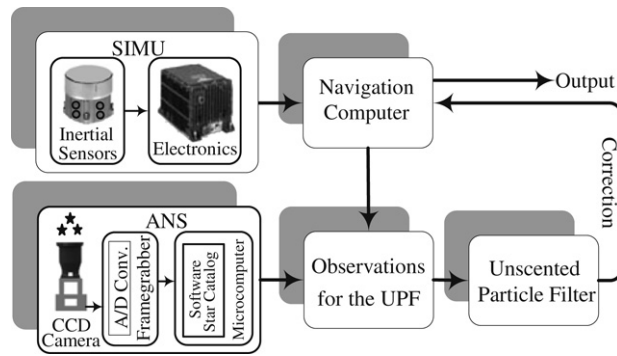 SIMU
Inertial
Sensors
Electronics
Navigation
Computer
Output
Correction
ANS
CCD
Camera
A/D Conv.
Framegrabber
Software
Star Catalog
Microcomputer
Observations
for the UPF
Unscented
Particle Filter